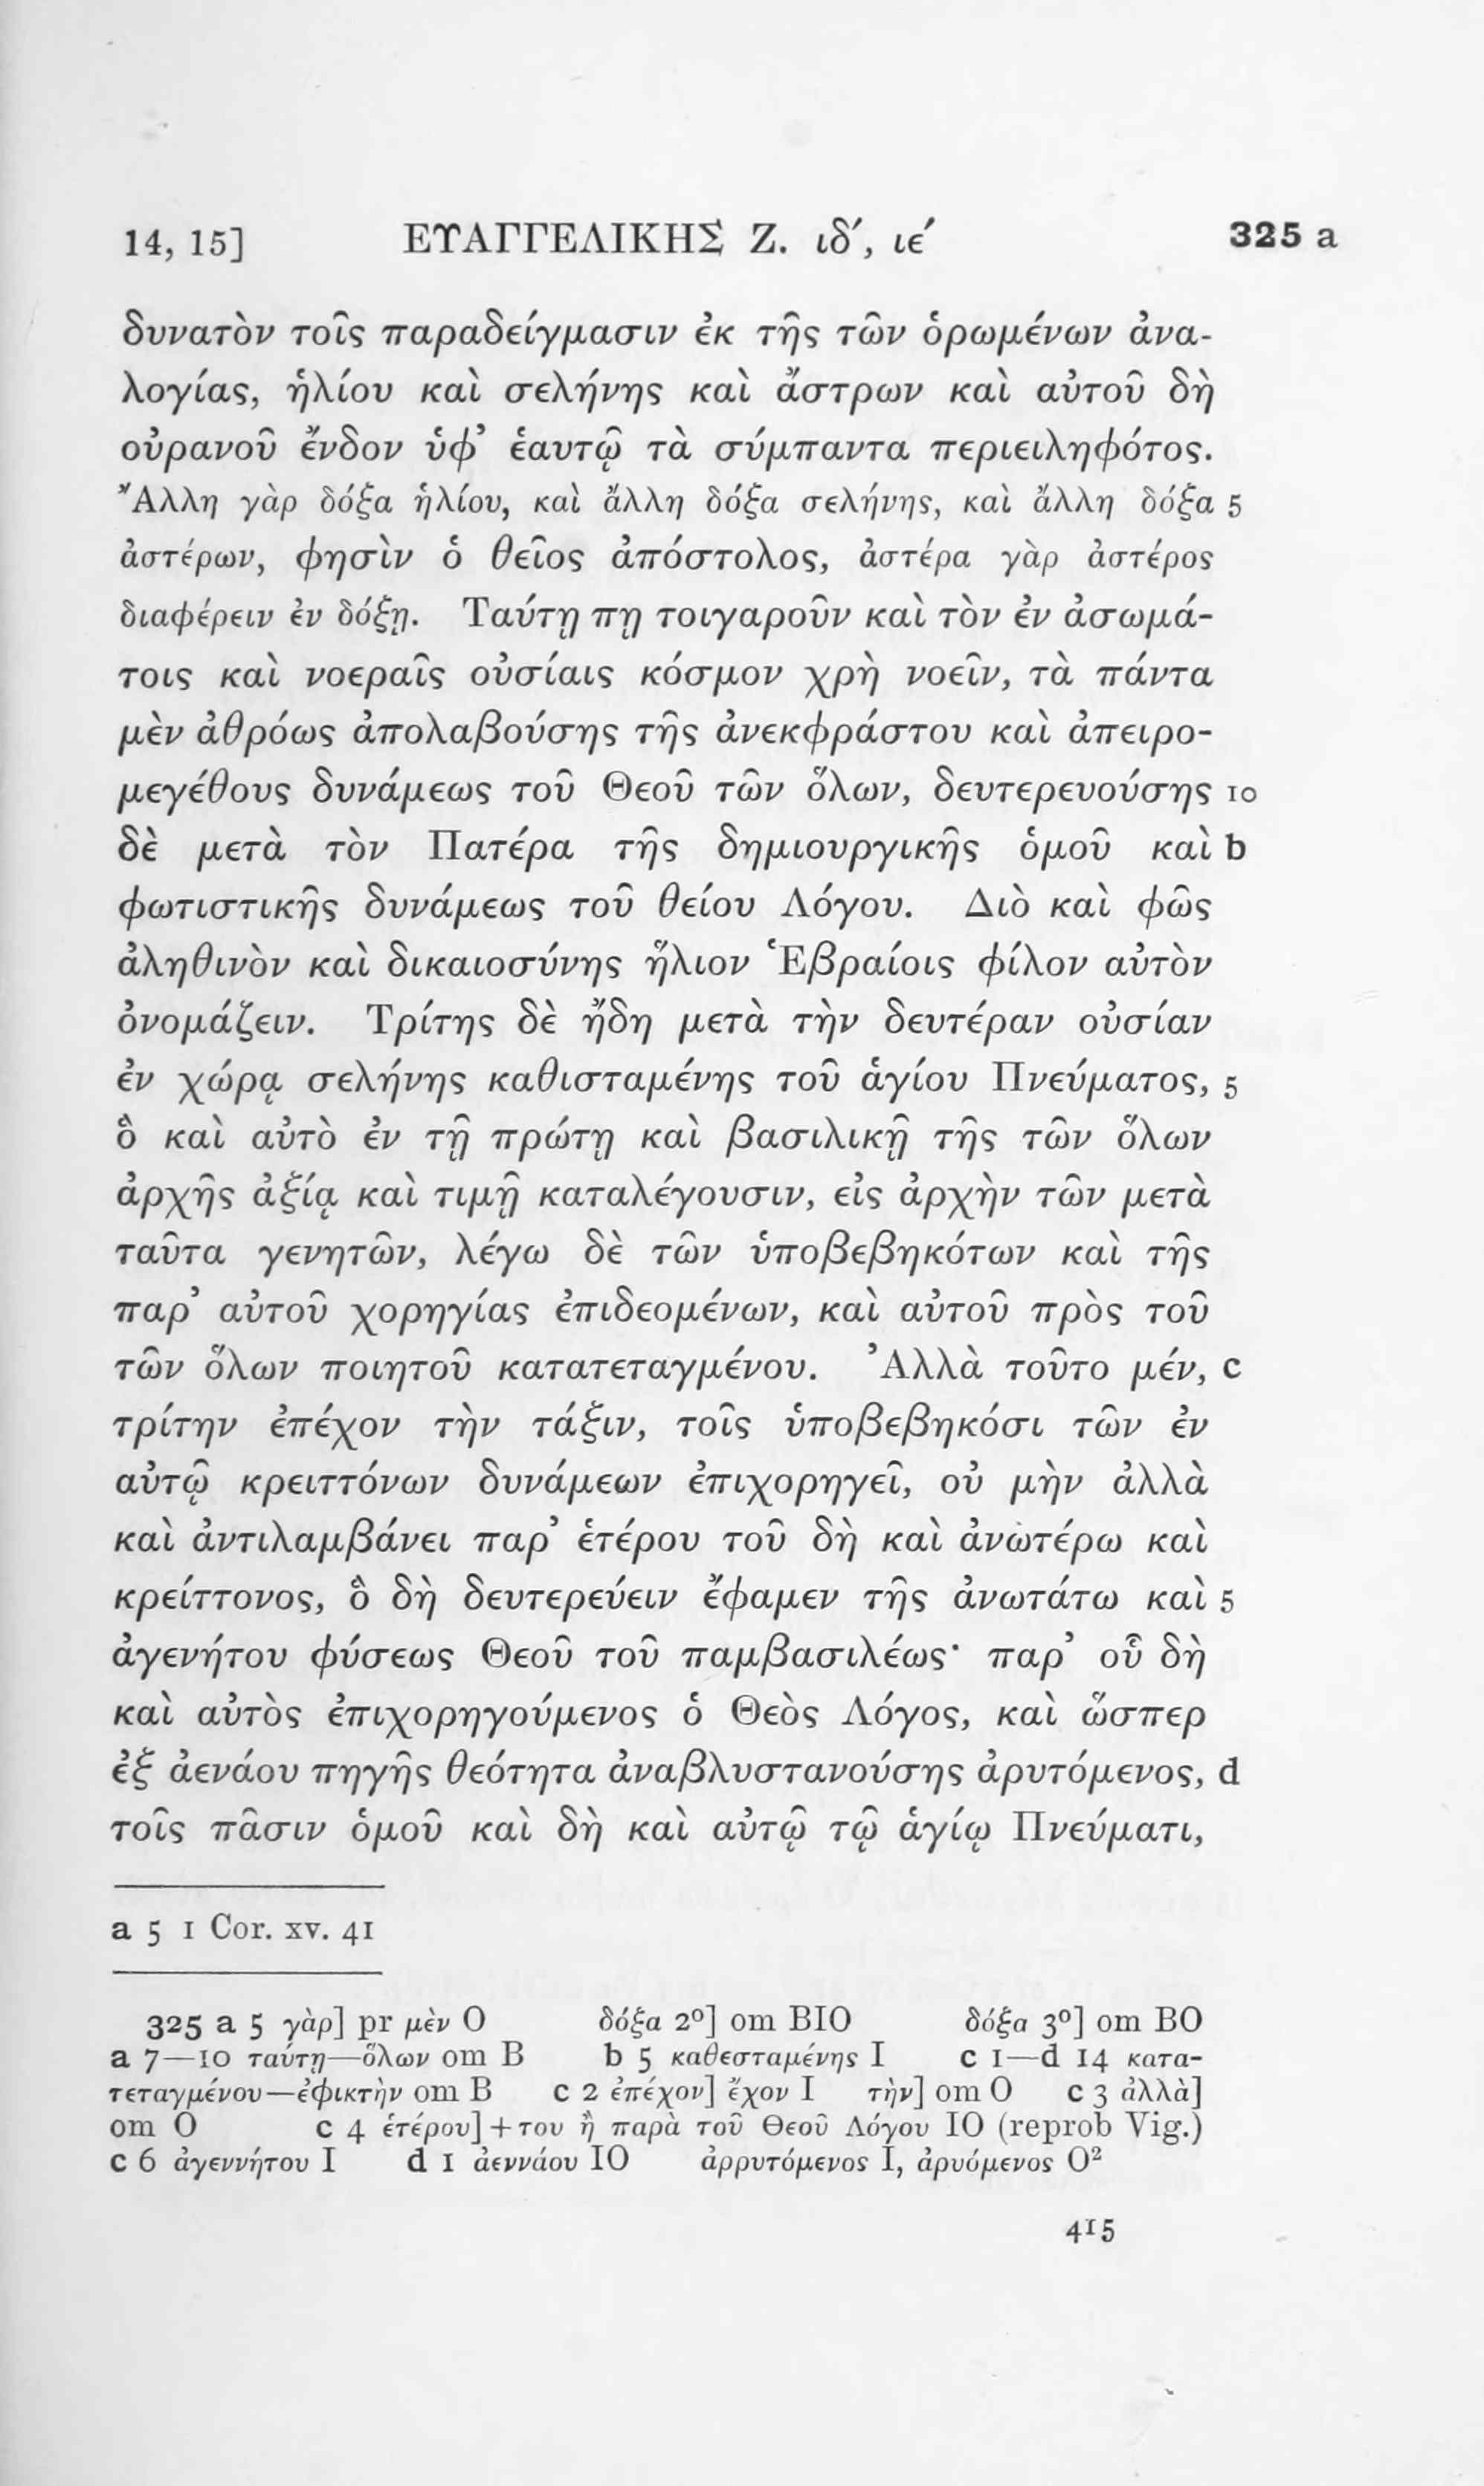 14, 15] ΕΥΑΓΓΕΛΙΚΗΣ Ζ. ιδʹ, ιεʹ 325 a
δυνατὸν τοῖς παραδείγμασιν ἐκ τῆς τῶν ὁρωμένων ἀνα-
λογίας, ἡλίου καὶ σελήνης καὶ ἄστρων καὶ αὐτοῦ δὴ
οὐρανοῦ ἔνδον ὑφ’ ἑαυτῷ τὰ σύμπαντα περιειληφότος.
Ἄλλη γὰρ δόξα ἡλίου, καὶ ἄλλη δόξα σελήνης, καὶ ἄλλη δόξα 5
ἀστέρων, φησὶν ὁ θεῖος ἀπόστολος, ἀστέρα γὰρ ἀστέρος
διαφέρειν ἐν δόξῃ. Ταύτῃ πῃ τοιγαροῦν καὶ τὸν ἐν ἀσωμά-
τοις καὶ νοεραῖς οὐσίαις κόσμον χρὴ νοεῖν, τὰ πάντα
μὲν ἀθρόως ἀπολαβούσης τῆς ἀνεκφράστου καὶ ἀπειρο-
μεγέθους δυνάμεως τοῦ Θεοῦ τῶν ὅλων, δευτερευούσης 10
δὲ μετὰ τὸν Πατέρα τῆς δημιουργικῆς ὁμοῦ καὶ b
φωτιστικῆς δυνάμεως τοῦ θείου Λόγου. Διὸ καὶ φῶς
ἀληθινὸν καὶ δικαιοσύνης ἥλιον Ἑβραίοις φίλον αὐτὸν
ὀνομάζειν. Τρίτης δὲ ἤδη μετὰ τὴν δευτέραν οὐσίαν
ἐν χώρᾳ σελήνης καθισταμένης τοῦ ἁγίου Πνεύματος, 5
ὃ καὶ αὐτὸ ἐν τῇ πρώτῃ καὶ βασιλικῇ τῆς τῶν ὅλων
ἀρχῆς ἀξίᾳ καὶ τιμῇ καταλέγουσιν, εἰς ἀρχὴν τῶν μετὰ
ταῦτα γενητῶν, λέγω δὲ τῶν ὑποβεβηκότων καὶ τῆς
παρ’ αὐτοῦ χορηγίας ἐπιδεομένων, καὶ αὐτοῦ πρὸς τοῦ
τῶν ὅλων ποιητοῦ κατατεταγμένου. Ἀλλὰ τοῦτο μέν, c
τρίτην ἐπέχον τὴν τάξιν, τοῖς ὑποβεβηκόσι τῶν ἐν
αὐτῷ κρειττόνων δυνάμεων ἐπιχορηγεῖ, οὐ μὴν ἀλλὰ
καὶ ἀντιλαμβάνει παρ’ ἑτέρου τοῦ δὴ καὶ ἀνωτέρω καὶ
κρείττονος, ὃ δὴ δευτερεύειν ἔφαμεν τῆς ἀνωτάτω καὶ 5
ἀγενήτου φύσεως Θεοῦ τοῦ παμβασιλέως· παρ’ οὗ δὴ
καὶ αὐτὸς ἐπιχορηγούμενος ὁ Θεὸς Λόγος, καὶ ὥσπερ
ἐξ ἀενάου πηγῆς θεότητα ἀναβλυστανούσης ἀρυτόμενος, d
τοῖς πᾶσιν ὁμοῦ καὶ δὴ καὶ αὐτῷ τῷ ἁγίῳ Πνεύματι,
a 5 1 Cor. xv. 41
325 a 5 γὰρ] pr μὲν O δόξα 2º] om BIO δόξα 3º] om BO
a 7—10 ταύτῃ—ὅλων om B b 5 καθεσταμένης I c 1—d 14 κατα-
τεταγμένου—ἐφικτὴν om B c 2 ἐπέχον] ἔχον I τὴν] om O c 3 ἀλλὰ]
om O c 4 ἑτέρου]+του ἢ παρὰ τοῦ Θεοῦ Λόγου IO (reprob Vig.)
c 6 ἀγεννήτου I d 1 ἀεννάου IO ἀρρυτόμενος I, ἀρυόμενος O²
415